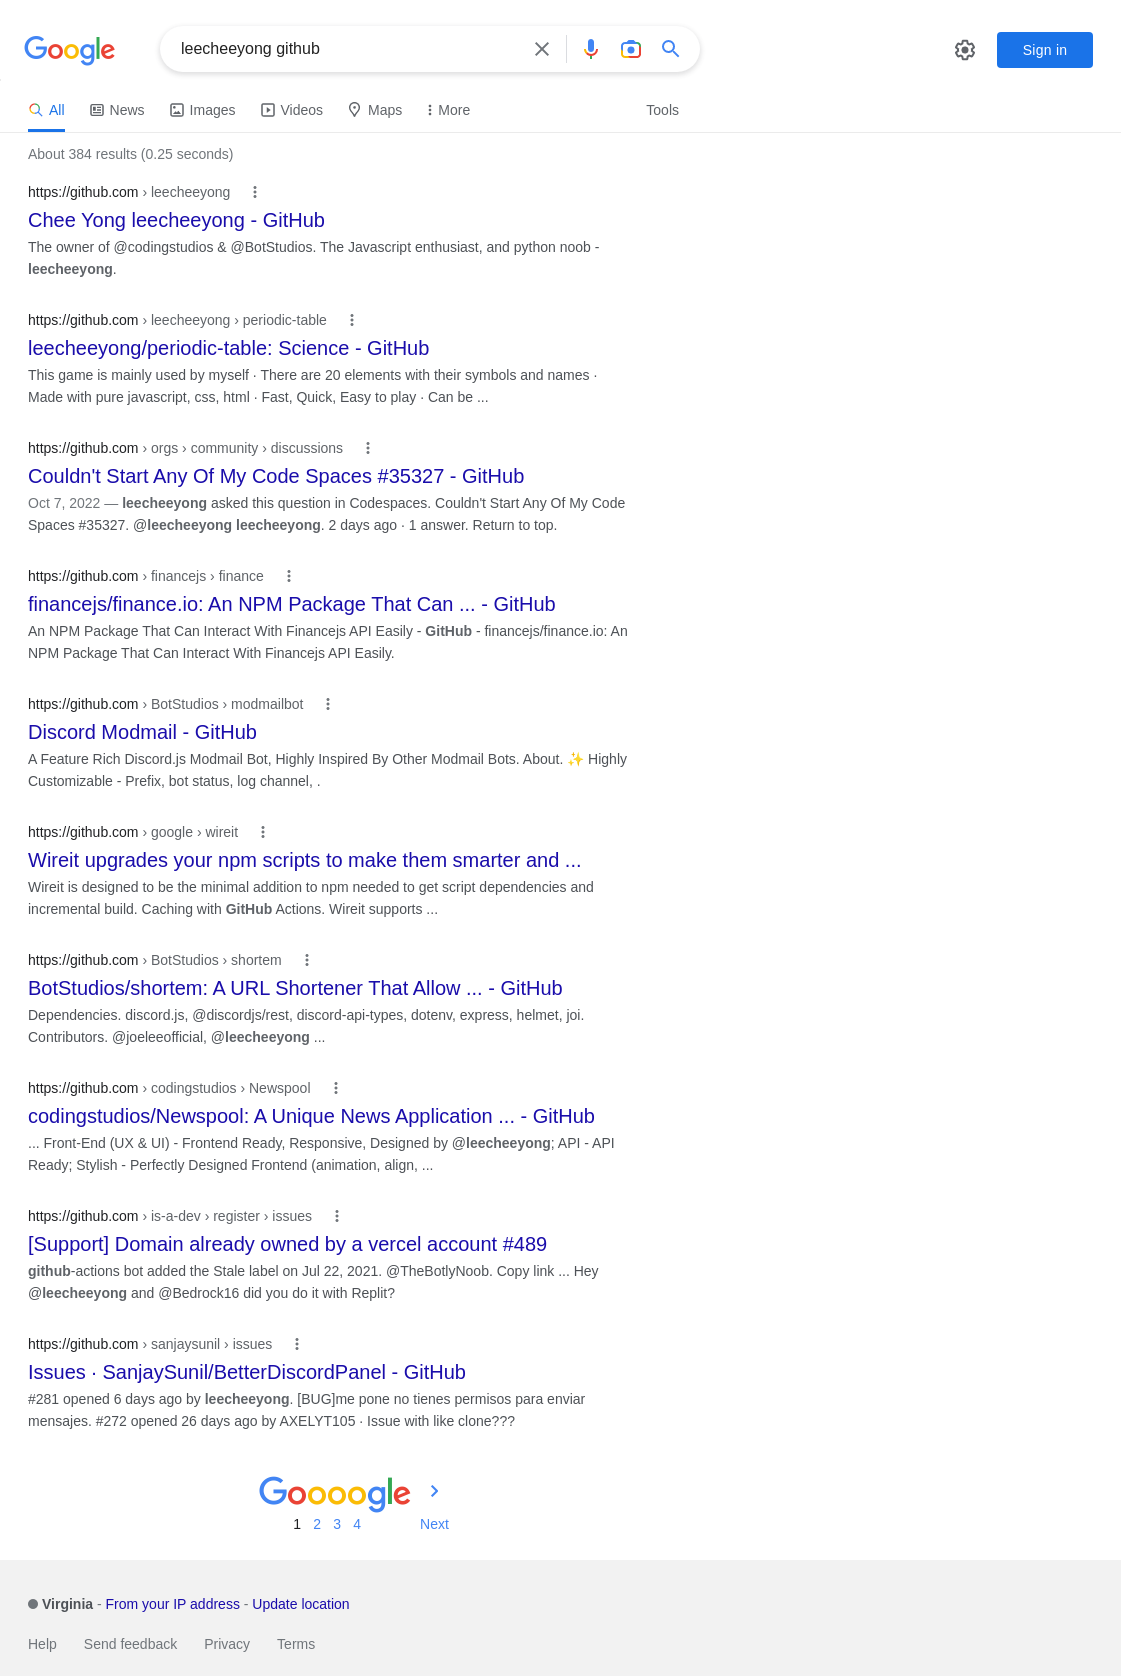 Google
leecheeyong github
Sign in
All News Images Videos Maps More Tools
About 384 results (0.25 seconds)
https://github.com › leecheeyong
Chee Yong leecheeyong - GitHub
The owner of @codingstudios & @BotStudios. The Javascript enthusiast, and python noob -
leecheeyong.
https://github.com › leecheeyong › periodic-table
leecheeyong/periodic-table: Science - GitHub
This game is mainly used by myself · There are 20 elements with their symbols and names ·
Made with pure javascript, css, html · Fast, Quick, Easy to play · Can be ...
https://github.com › orgs › community › discussions
Couldn't Start Any Of My Code Spaces #35327 - GitHub
Oct 7, 2022 — leecheeyong asked this question in Codespaces. Couldn't Start Any Of My Code
Spaces #35327. @leecheeyong leecheeyong. 2 days ago · 1 answer. Return to top.
https://github.com › financejs › finance
financejs/finance.io: An NPM Package That Can ... - GitHub
An NPM Package That Can Interact With Financejs API Easily - GitHub - financejs/finance.io: An
NPM Package That Can Interact With Financejs API Easily.
https://github.com › BotStudios › modmailbot
Discord Modmail - GitHub
A Feature Rich Discord.js Modmail Bot, Highly Inspired By Other Modmail Bots. About. ✨ Highly
Customizable - Prefix, bot status, log channel, .
https://github.com › google › wireit
Wireit upgrades your npm scripts to make them smarter and ...
Wireit is designed to be the minimal addition to npm needed to get script dependencies and
incremental build. Caching with GitHub Actions. Wireit supports ...
https://github.com › BotStudios › shortem
BotStudios/shortem: A URL Shortener That Allow ... - GitHub
Dependencies. discord.js, @discordjs/rest, discord-api-types, dotenv, express, helmet, joi.
Contributors. @joeleeofficial, @leecheeyong ...
https://github.com › codingstudios › Newspool
codingstudios/Newspool: A Unique News Application ... - GitHub
... Front-End (UX & UI) - Frontend Ready, Responsive, Designed by @leecheeyong; API - API
Ready; Stylish - Perfectly Designed Frontend (animation, align, ...
https://github.com › is-a-dev › register › issues
[Support] Domain already owned by a vercel account #489
github-actions bot added the Stale label on Jul 22, 2021. @TheBotlyNoob. Copy link ... Hey
@leecheeyong and @Bedrock16 did you do it with Replit?
https://github.com › sanjaysunil › issues
Issues · SanjaySunil/BetterDiscordPanel - GitHub
#281 opened 6 days ago by leecheeyong. [BUG]me pone no tienes permisos para enviar
mensajes. #272 opened 26 days ago by AXELYT105 · Issue with like clone???
Goooogle
1 2 3 4 Next
Virginia - From your IP address - Update location
Help Send feedback Privacy Terms